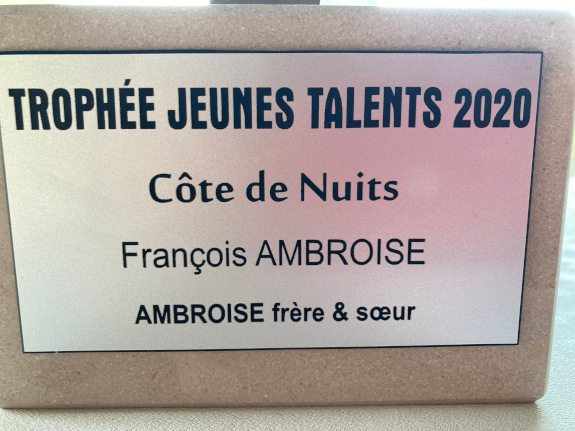 TROPHÉE JEUNES TALENTS 2020
Côte de Nuits
François AMBROISE
AMBROISE frère & sœur